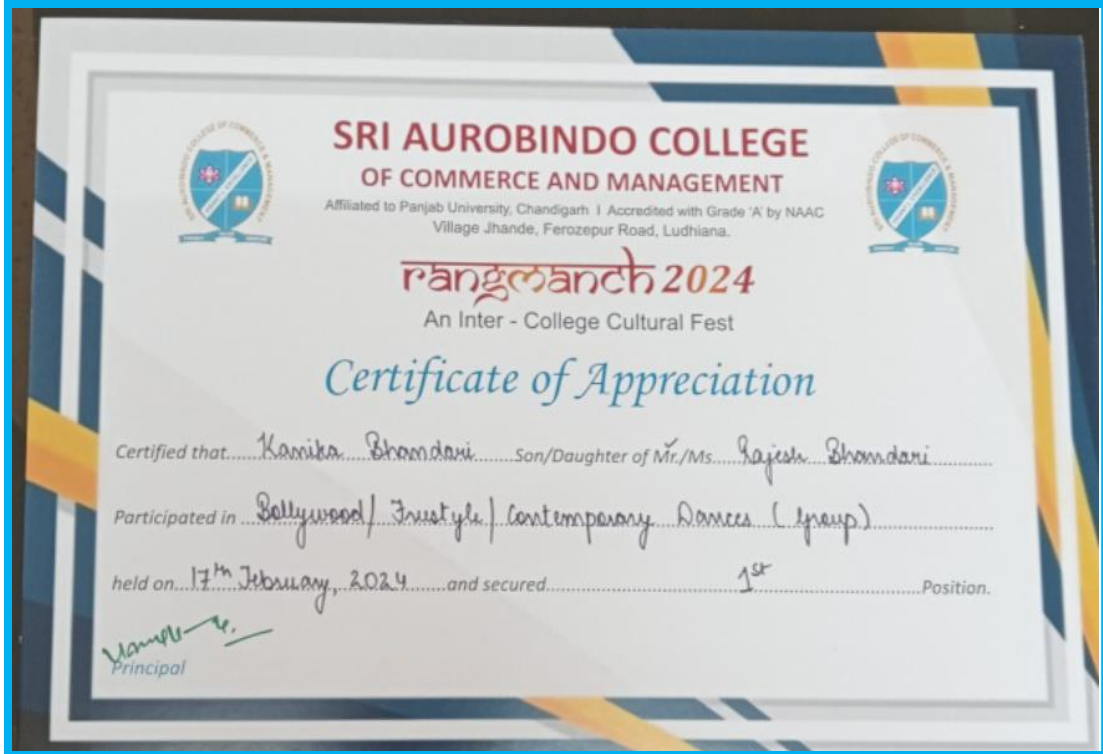 SRI AUROBINDO COLLEGE
OF COMMERCE AND MANAGEMENT
Affiliated to Panjab University, Chandigarh I Accredited with Grade 'A' by NAAC
Village Jhande, Ferozepur Road, Ludhiana.
rangmanch 2024
An Inter - College Cultural Fest
Certificate of Appreciation
Certified that Kanika Bhandari Son/Daughter of Mr./Ms. Rajesh Bhandari
Participated in Bollywood/ Freestyle/ Contemporary Dances (Group)
held on 17th February, 2024 and secured 1st Position.
Principal